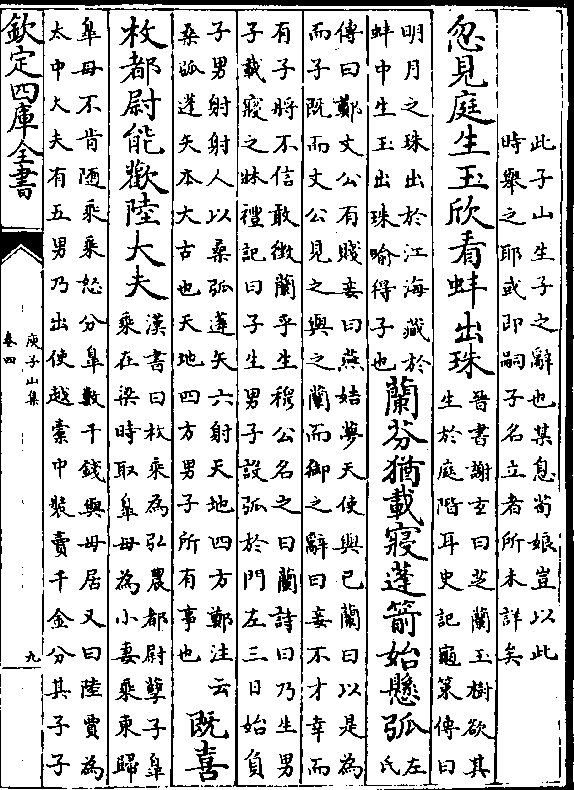 此子山生子之辭也某息荀娘豈以此
時舉之耶或即嗣子名立者所未詳矣
忽見庭生玉欣看蚌出珠
晉書謝玄曰芝蘭玉樹欲其
生於庭階耳史記龜筞傳曰
明月之珠出於江海藏於
蚌中生玉出珠喻得子也
蘭芬猶載寢蓬箭始懸弧
左
氏
傳曰鄭文公有賤妾曰燕姞夢天使與己蘭曰以是為
而子既而文公見之與之蘭而御之辭曰妾不才幸而
有子將不信敢徵蘭乎生穆公名之曰蘭詩曰乃生男
子載寢之牀禮記曰子生男子設弧於門左三日始負
子男射射人以桑弧蓬矢六射天地四方鄭注云
桑弧蓬矢本大古也天地四方男子所有事也
既喜
枚都尉能歡陸大夫
漢書曰枚乘為弘農都尉孽子臯
乘在梁時取臯母為小妻乘東歸
臯母不肯随乘乘怒分臯數千錢與母居又曰陸賈為
太中大夫有五男乃出使越橐中裝賣千金分其子子
欽定四庫全書
庾子山集
卷四
九